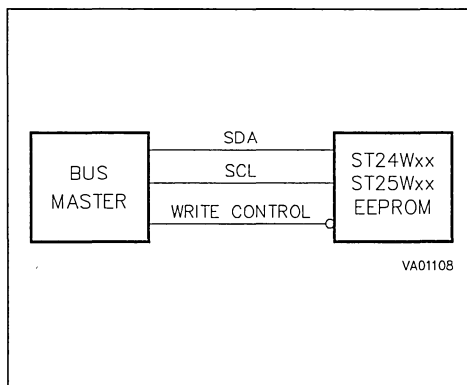 BUS
MASTER
SDA
SCL
WRITE CONTROL
ST24Wxx
ST25Wxx
EEPROM
VA01108